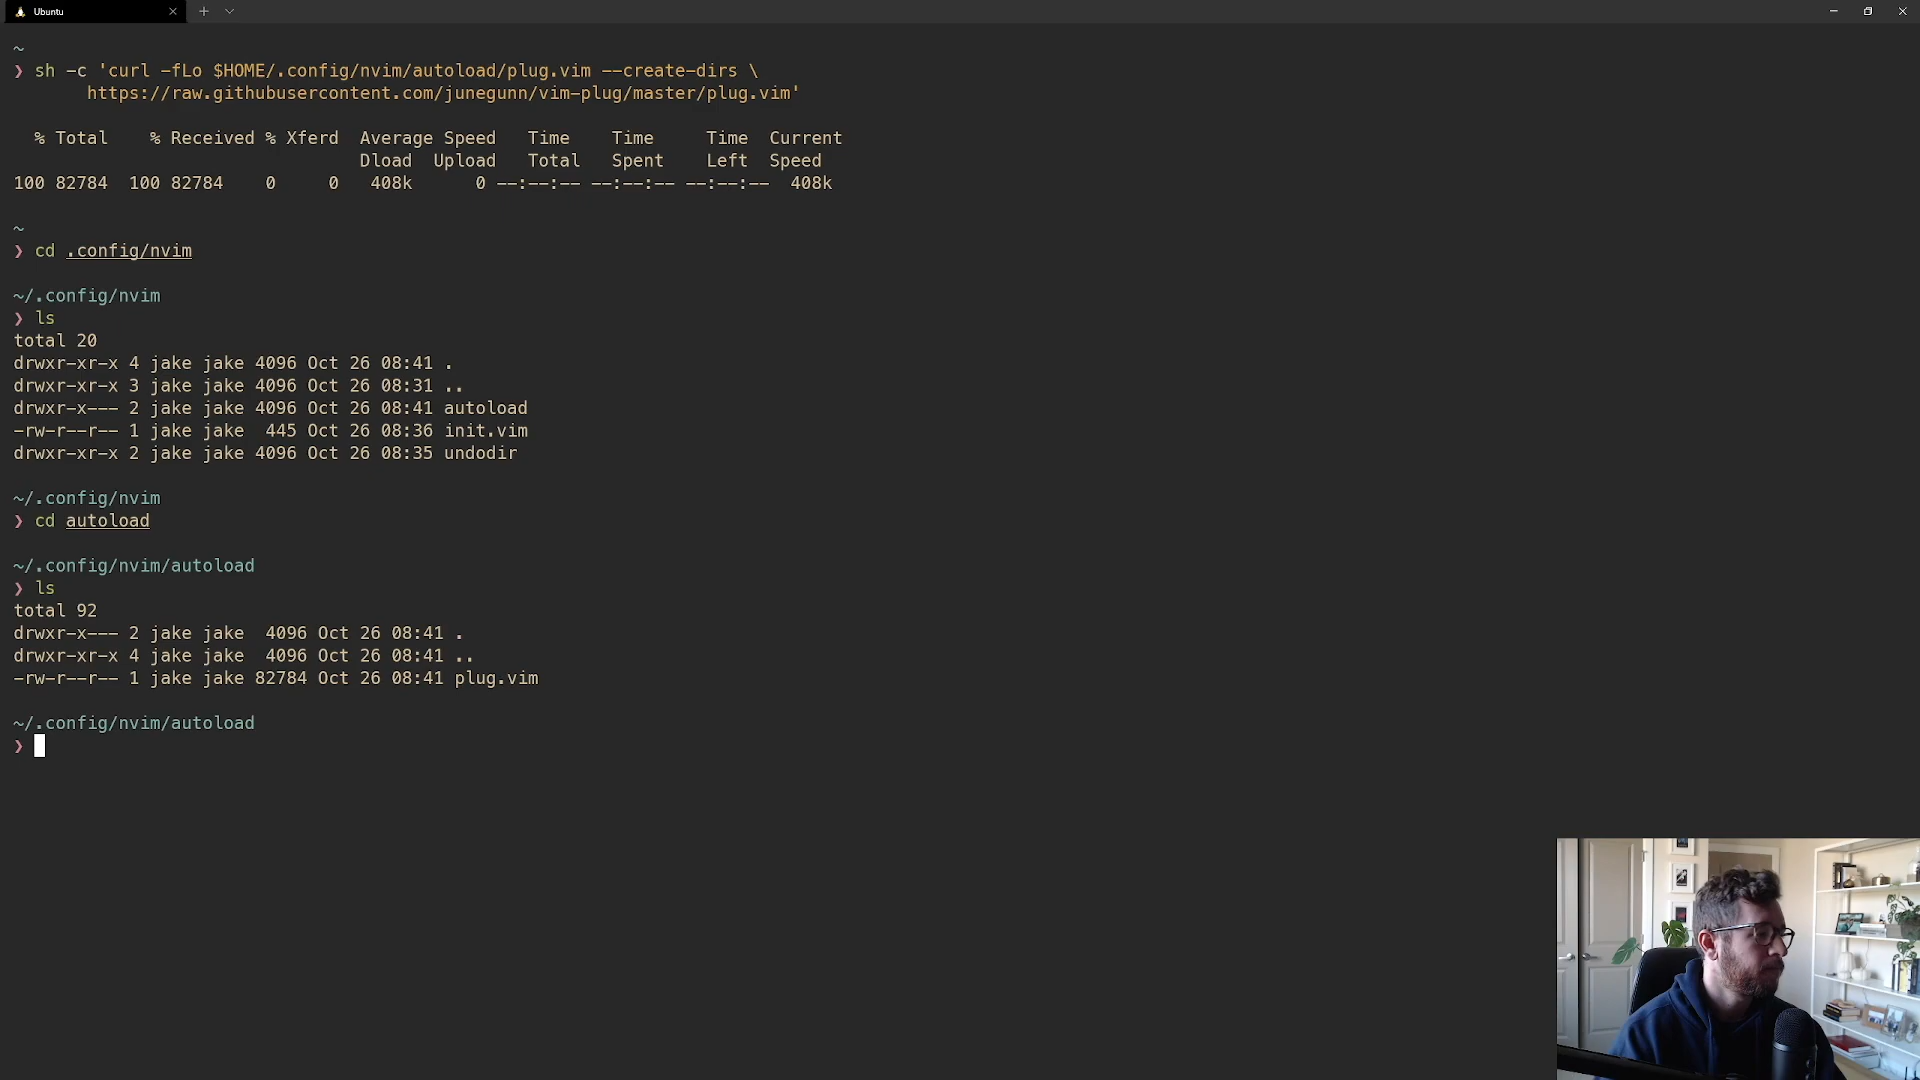 Ubuntu
~
❯ sh -c 'curl -fLo $HOME/.config/nvim/autoload/plug.vim --create-dirs \
https://raw.githubusercontent.com/junegunn/vim-plug/master/plug.vim'
% Total % Received % Xferd Average Speed Time Time Time Current
Dload Upload Total Spent Left Speed
100 82784 100 82784 0 0 408k 0 --:--:-- --:--:-- --:--:-- 408k
~
❯ cd .config/nvim
~/.config/nvim
❯ ls
total 20
drwxr-xr-x 4 jake jake 4096 Oct 26 08:41 .
drwxr-xr-x 3 jake jake 4096 Oct 26 08:31 ..
drwxr-x--- 2 jake jake 4096 Oct 26 08:41 autoload
-rw-r--r-- 1 jake jake 445 Oct 26 08:36 init.vim
drwxr-xr-x 2 jake jake 4096 Oct 26 08:35 undodir
~/.config/nvim
❯ cd autoload
~/.config/nvim/autoload
❯ ls
total 92
drwxr-x--- 2 jake jake 4096 Oct 26 08:41 .
drwxr-xr-x 4 jake jake 4096 Oct 26 08:41 ..
-rw-r--r-- 1 jake jake 82784 Oct 26 08:41 plug.vim
~/.config/nvim/autoload
❯